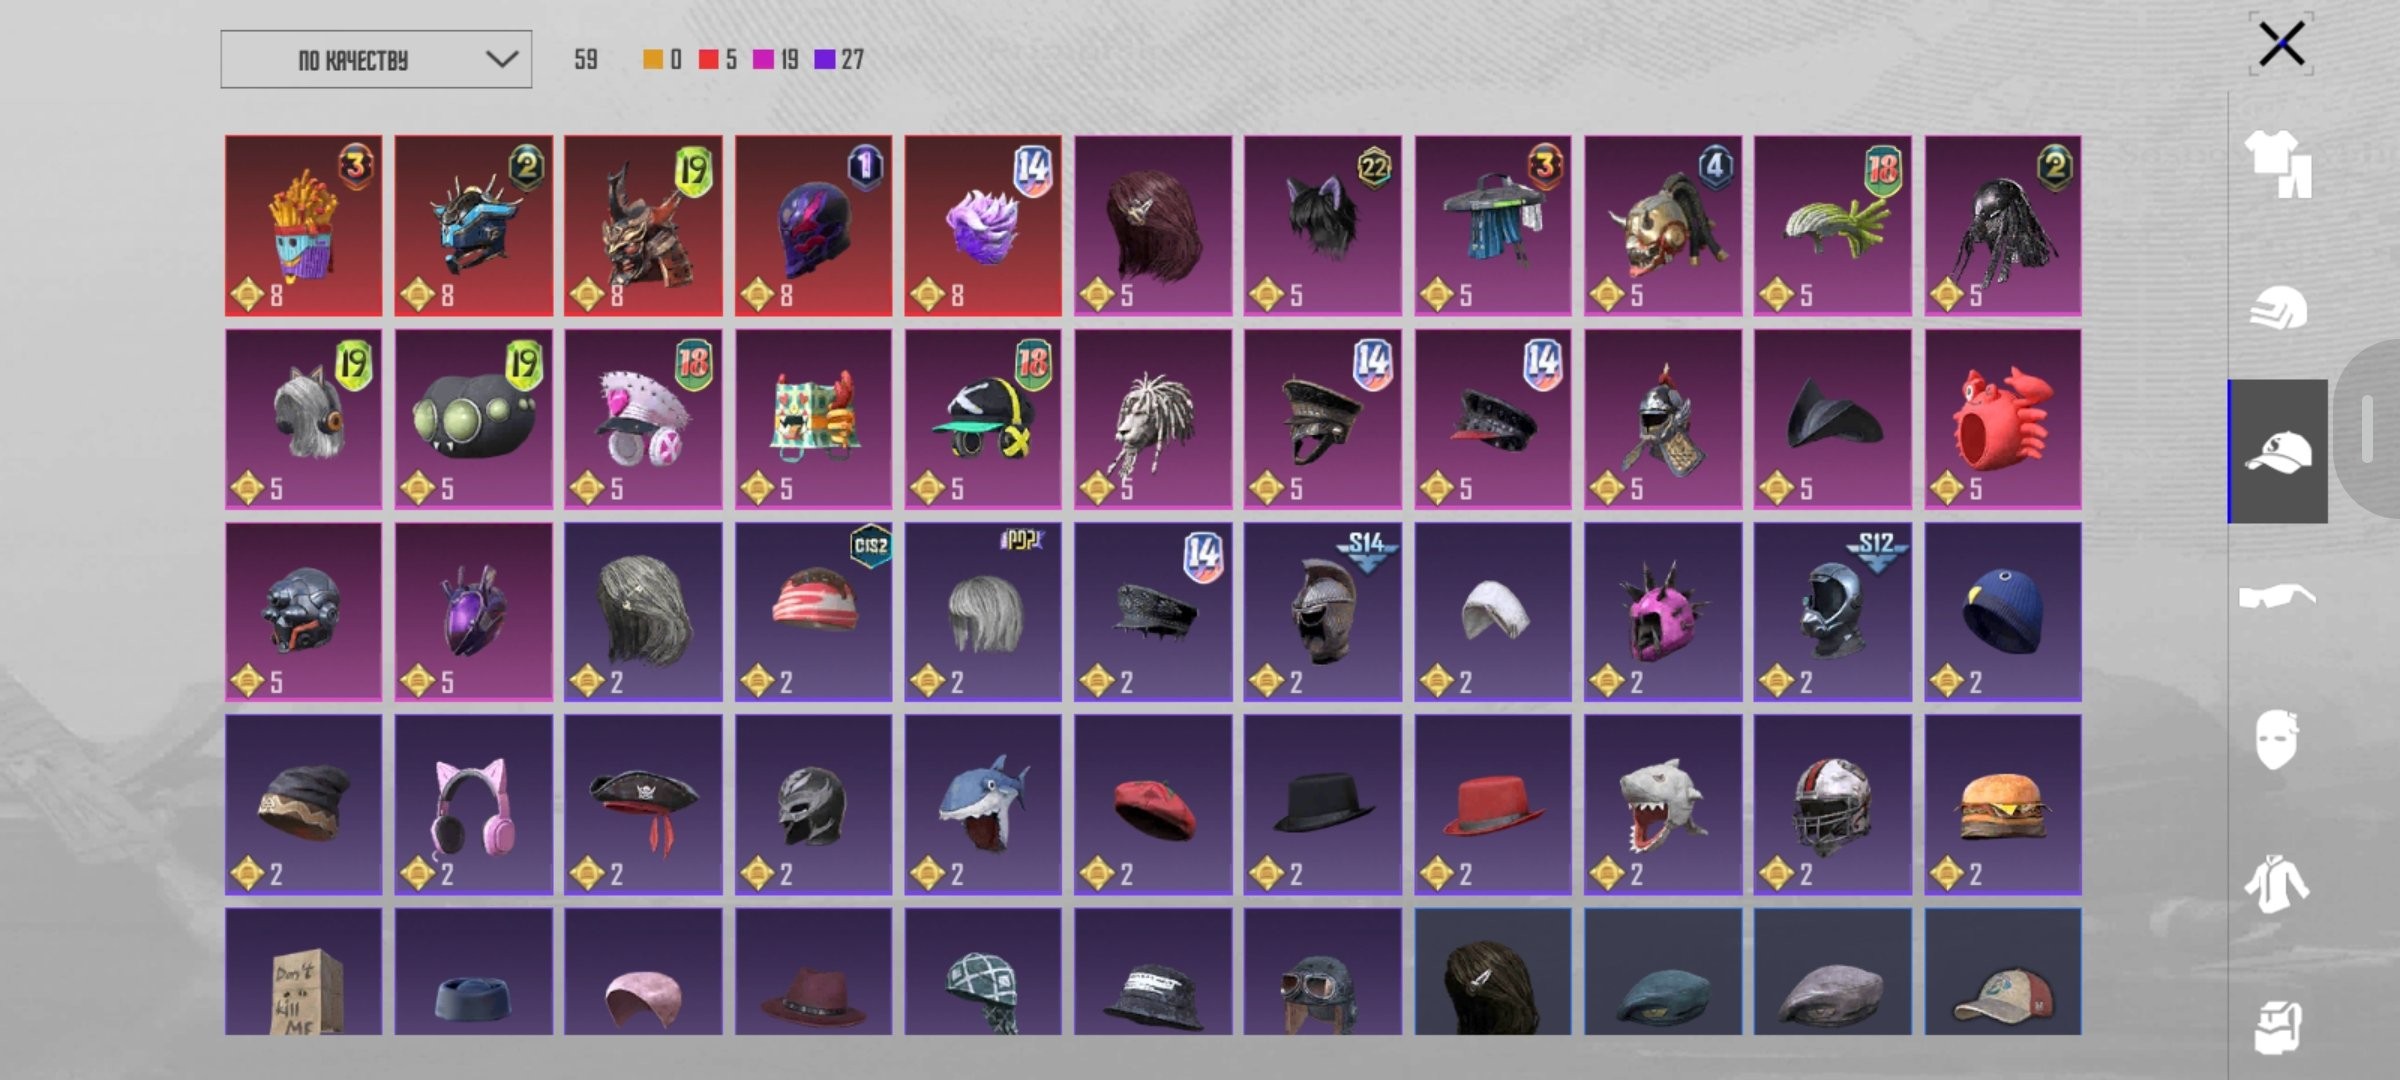 ПО КАЧЕСТВУ 59 0 5 19 27
3 2 19 1 14 22 3 4 18 2
8 8 8 8 8 5 5 5 5 5 5
19 19 18 18 14 14
5 5 5 5 5 5 5 5 5 5 5
CIS2 14 S14 S12
5 5 2 2 2 2 2 2 2 2 2
2 2 2 2 2 2 2 2 2 2 2
Don't
kill
ME